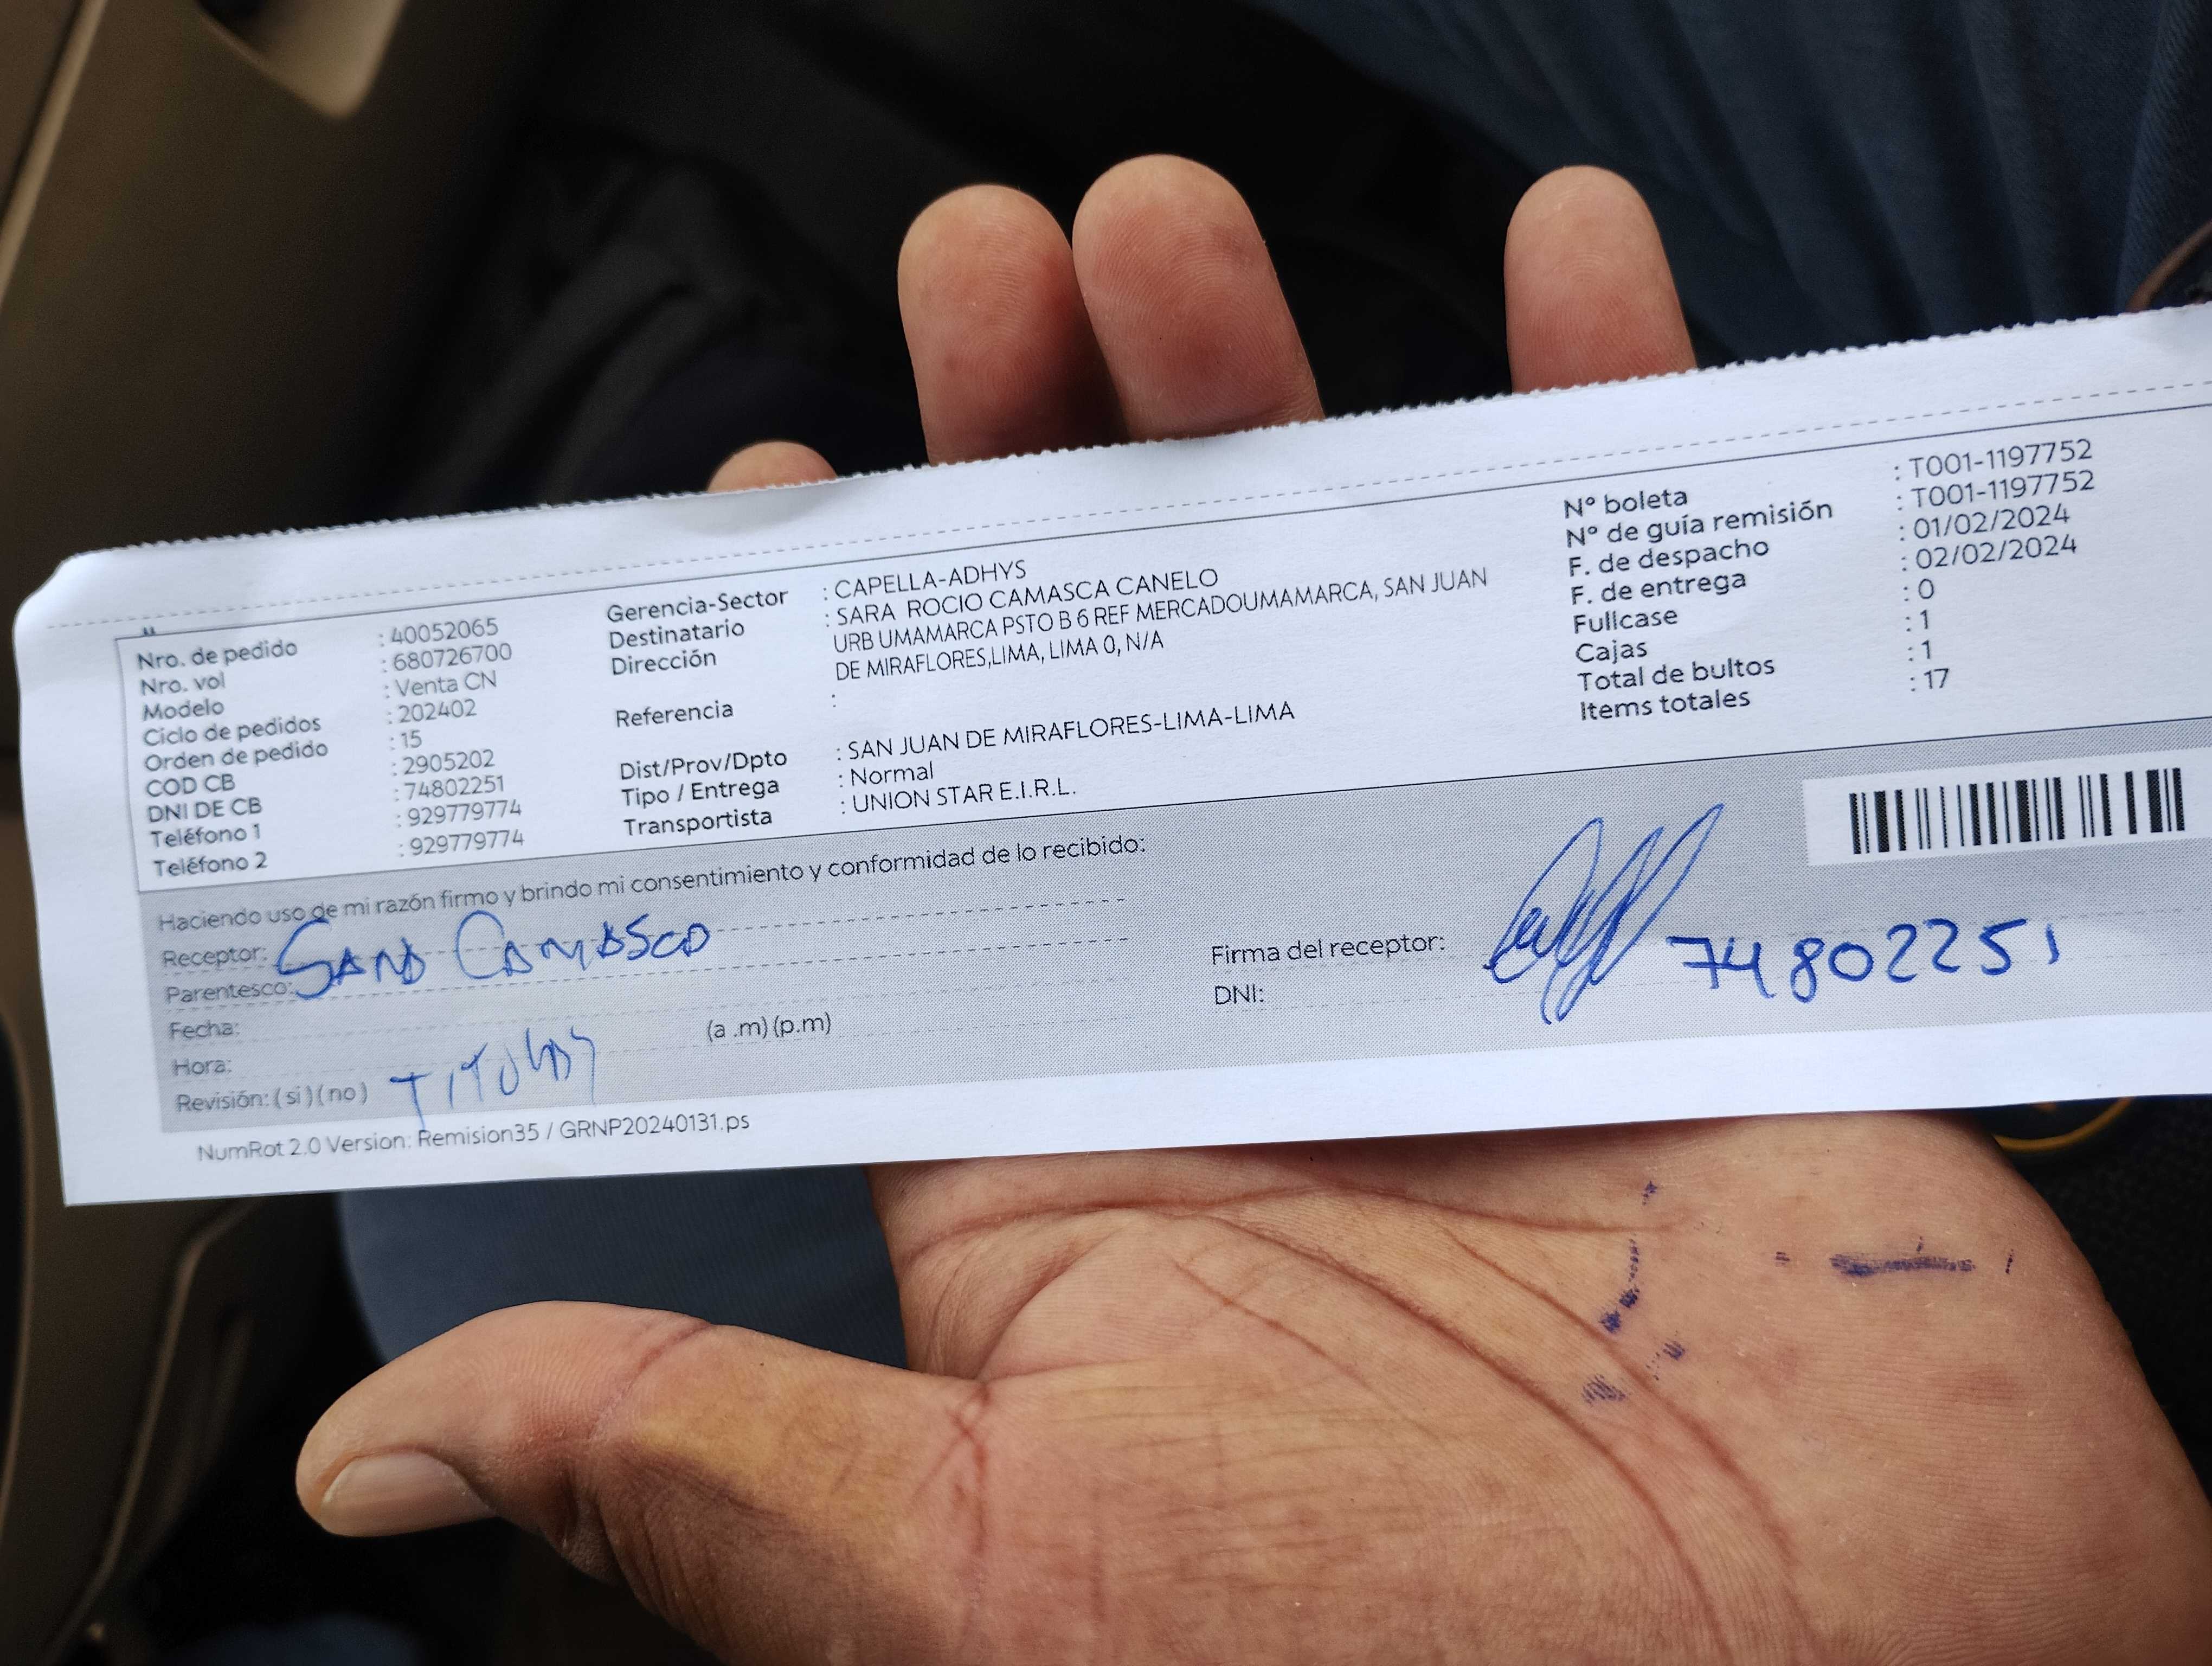 Nro. de pedido : 40052065
Nro. vol : 680726700
Modelo : Venta CN
Ciclo de pedidos : 202402
Orden de pedido : 15
COD CB : 2905202
DNI DE CB : 74802251
Teléfono 1 : 929779774
Teléfono 2 : 929779774
Gerencia-Sector : CAPELLA-ADHYS
Destinatario : SARA ROCIO CAMASCA CANELO
Dirección URB UMAMARCA PSTO B 6 REF MERCADOUMAMARCA, SAN JUAN
DE MIRAFLORES,LIMA, LIMA 0, N/A
Referencia :
Dist/Prov/Dpto : SAN JUAN DE MIRAFLORES-LIMA-LIMA
Tipo / Entrega : Normal
Transportista : UNION STAR E.I.R.L.
N° boleta : T001-1197752
N° de guía remisión : T001-1197752
F. de despacho : 01/02/2024
F. de entrega : 02/02/2024
Fullcase : 0
Cajas : 1
Total de bultos : 1
Items totales : 17
Haciendo uso de mi razón firmo y brindo mi consentimiento y conformidad de lo recibido:
Receptor: SARA CAMASCA
Parentesco:
Fecha:
Hora: (a .m) (p.m)
Revisión: ( si ) ( no ) TITULAR
Firma del receptor:
DNI: 74802251
NumRot 2.0 Version: Remision35 / GRNP20240131.ps